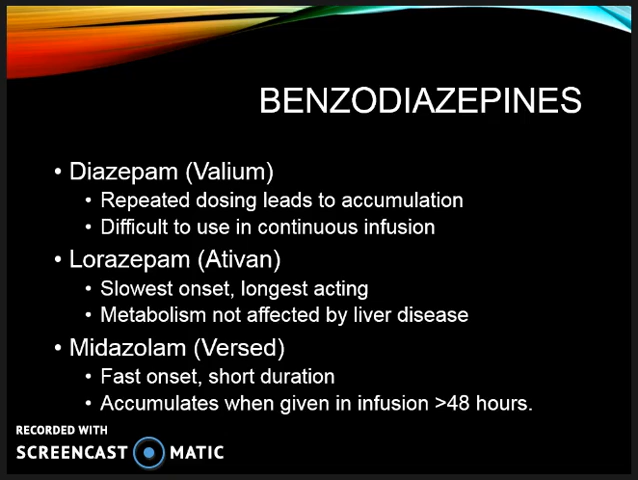 BENZODIAZEPINES
• Diazepam (Valium)
• Repeated dosing leads to accumulation
• Difficult to use in continuous infusion
• Lorazepam (Ativan)
• Slowest onset, longest acting
• Metabolism not affected by liver disease
• Midazolam (Versed)
• Fast onset, short duration
• Accumulates when given in infusion >48 hours.
RECORDED WITH
SCREENCAST MATIC